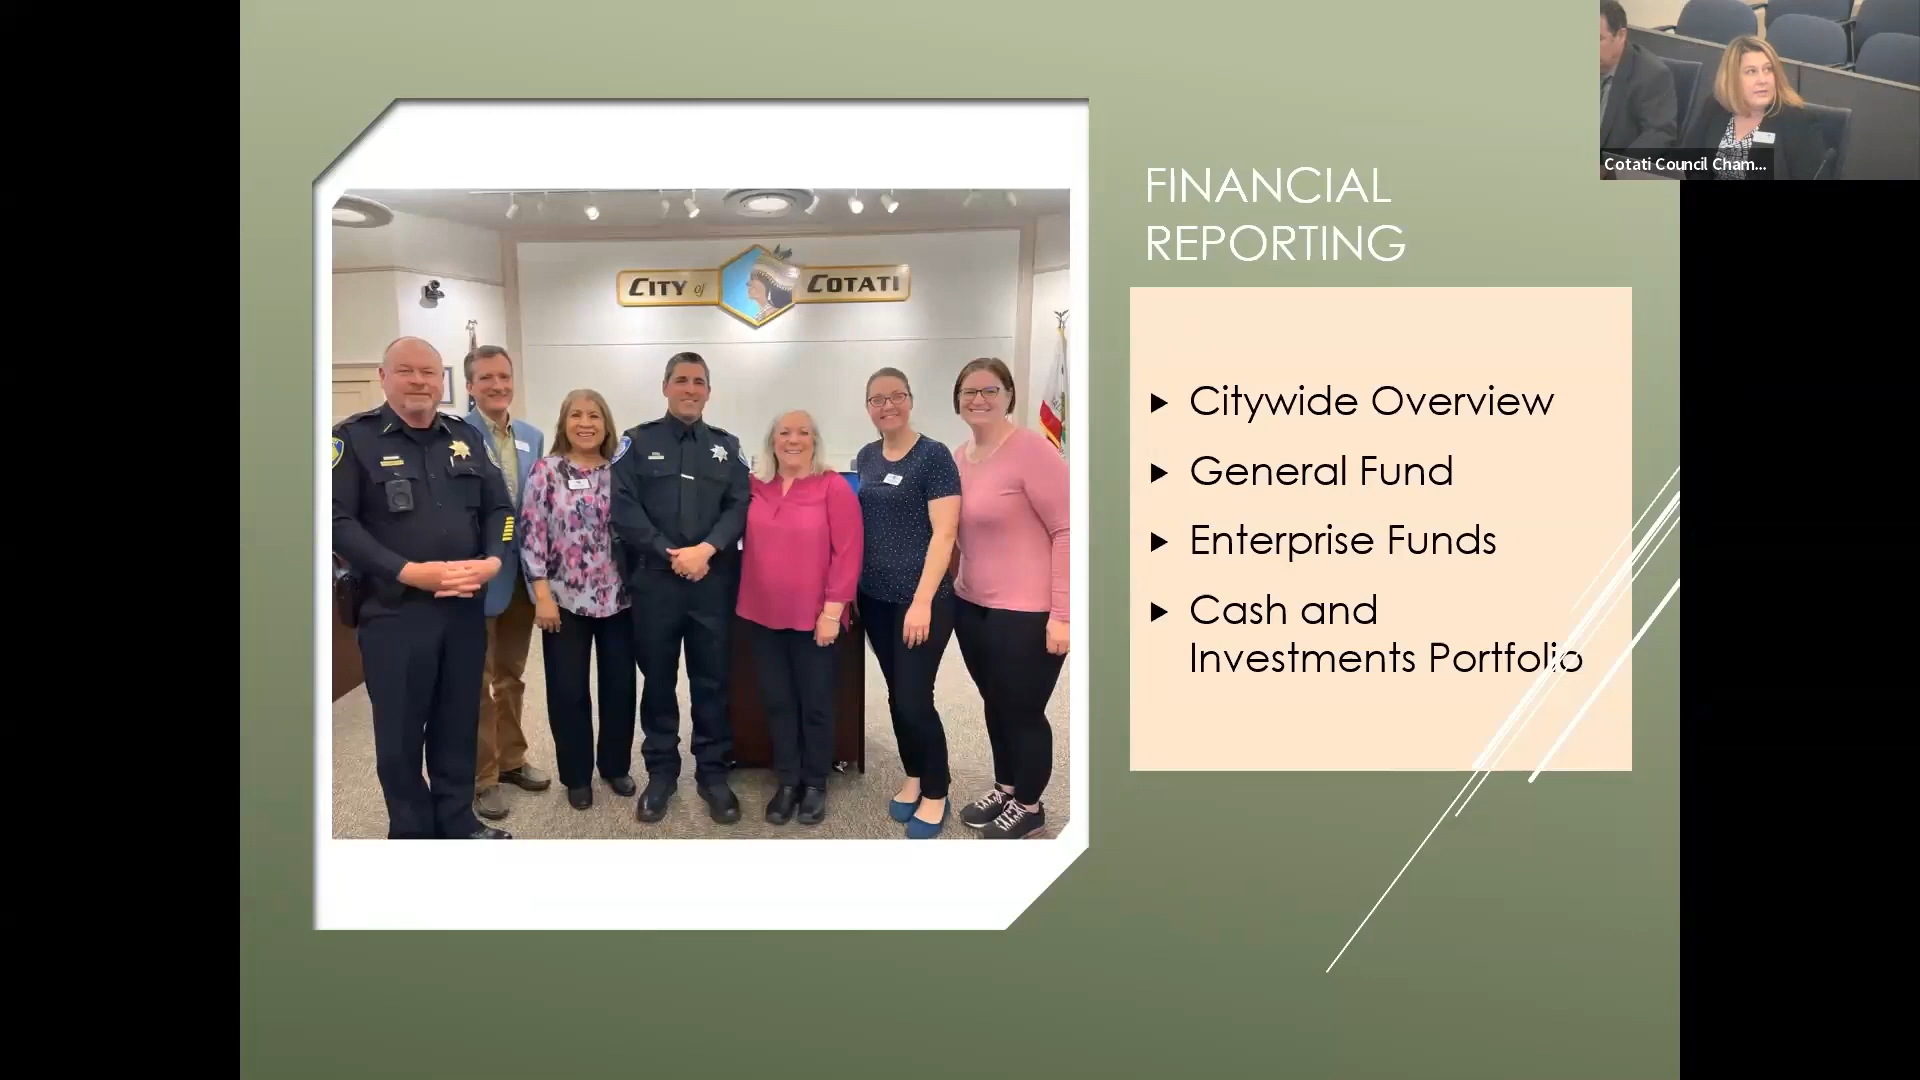 CITY of COTATI
FINANCIAL
REPORTING
Citywide Overview
General Fund
Enterprise Funds
Cash and
Investments Portfolio
Cotati Council Cham...